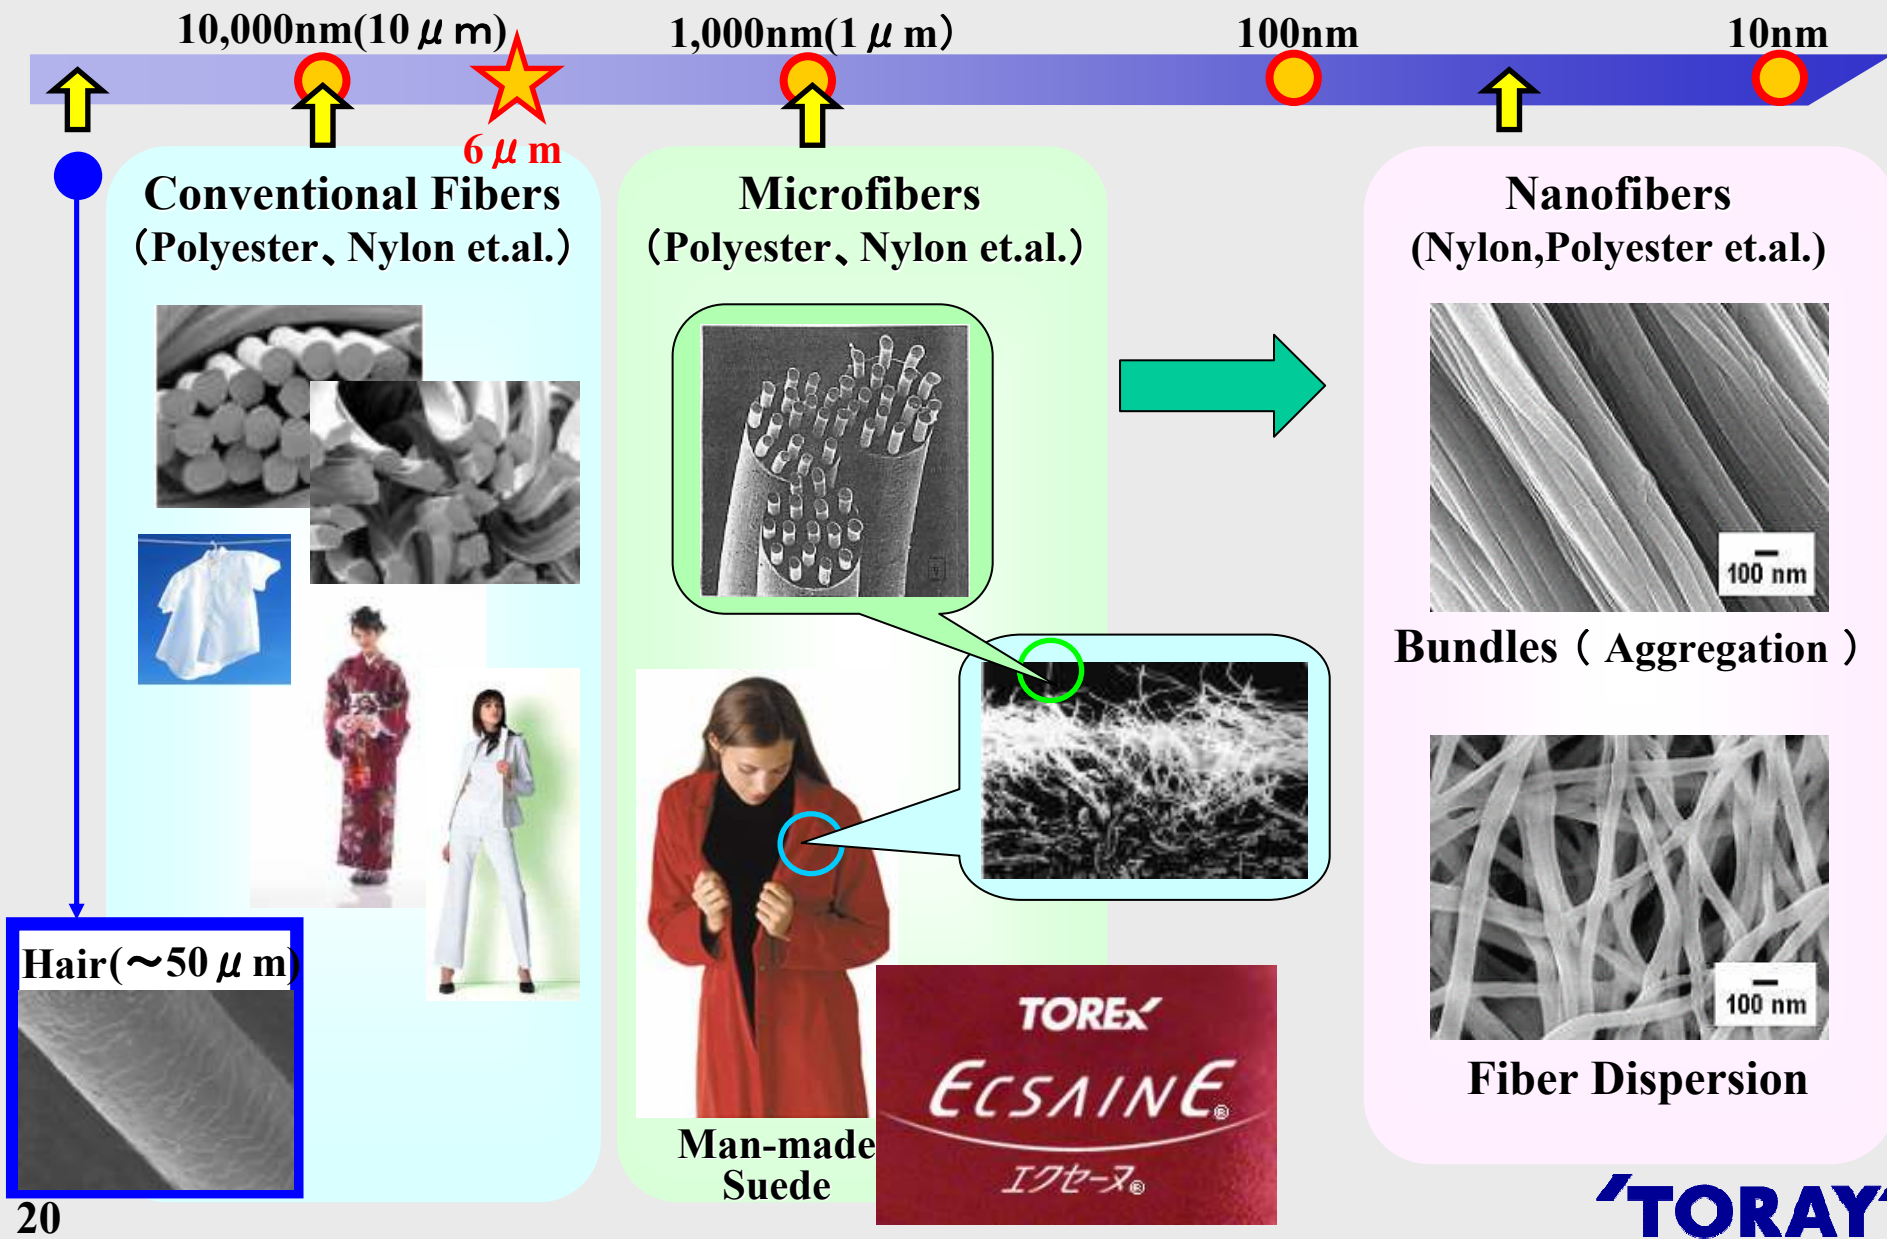 10,000nm(10μm)
1,000nm(1μm)
100nm
10nm
6μm
Conventional Fibers
（Polyester、Nylon et.al.）
Microfibers
（Polyester、Nylon et.al.）
Nanofibers
(Nylon,Polyester et.al.)
100 nm
Bundles（Aggregation）
100 nm
Fiber Dispersion
Hair(～50μm)
Man-made
Suede
TOREX
ECSAINE®
エクセーヌ®
20
TORAY